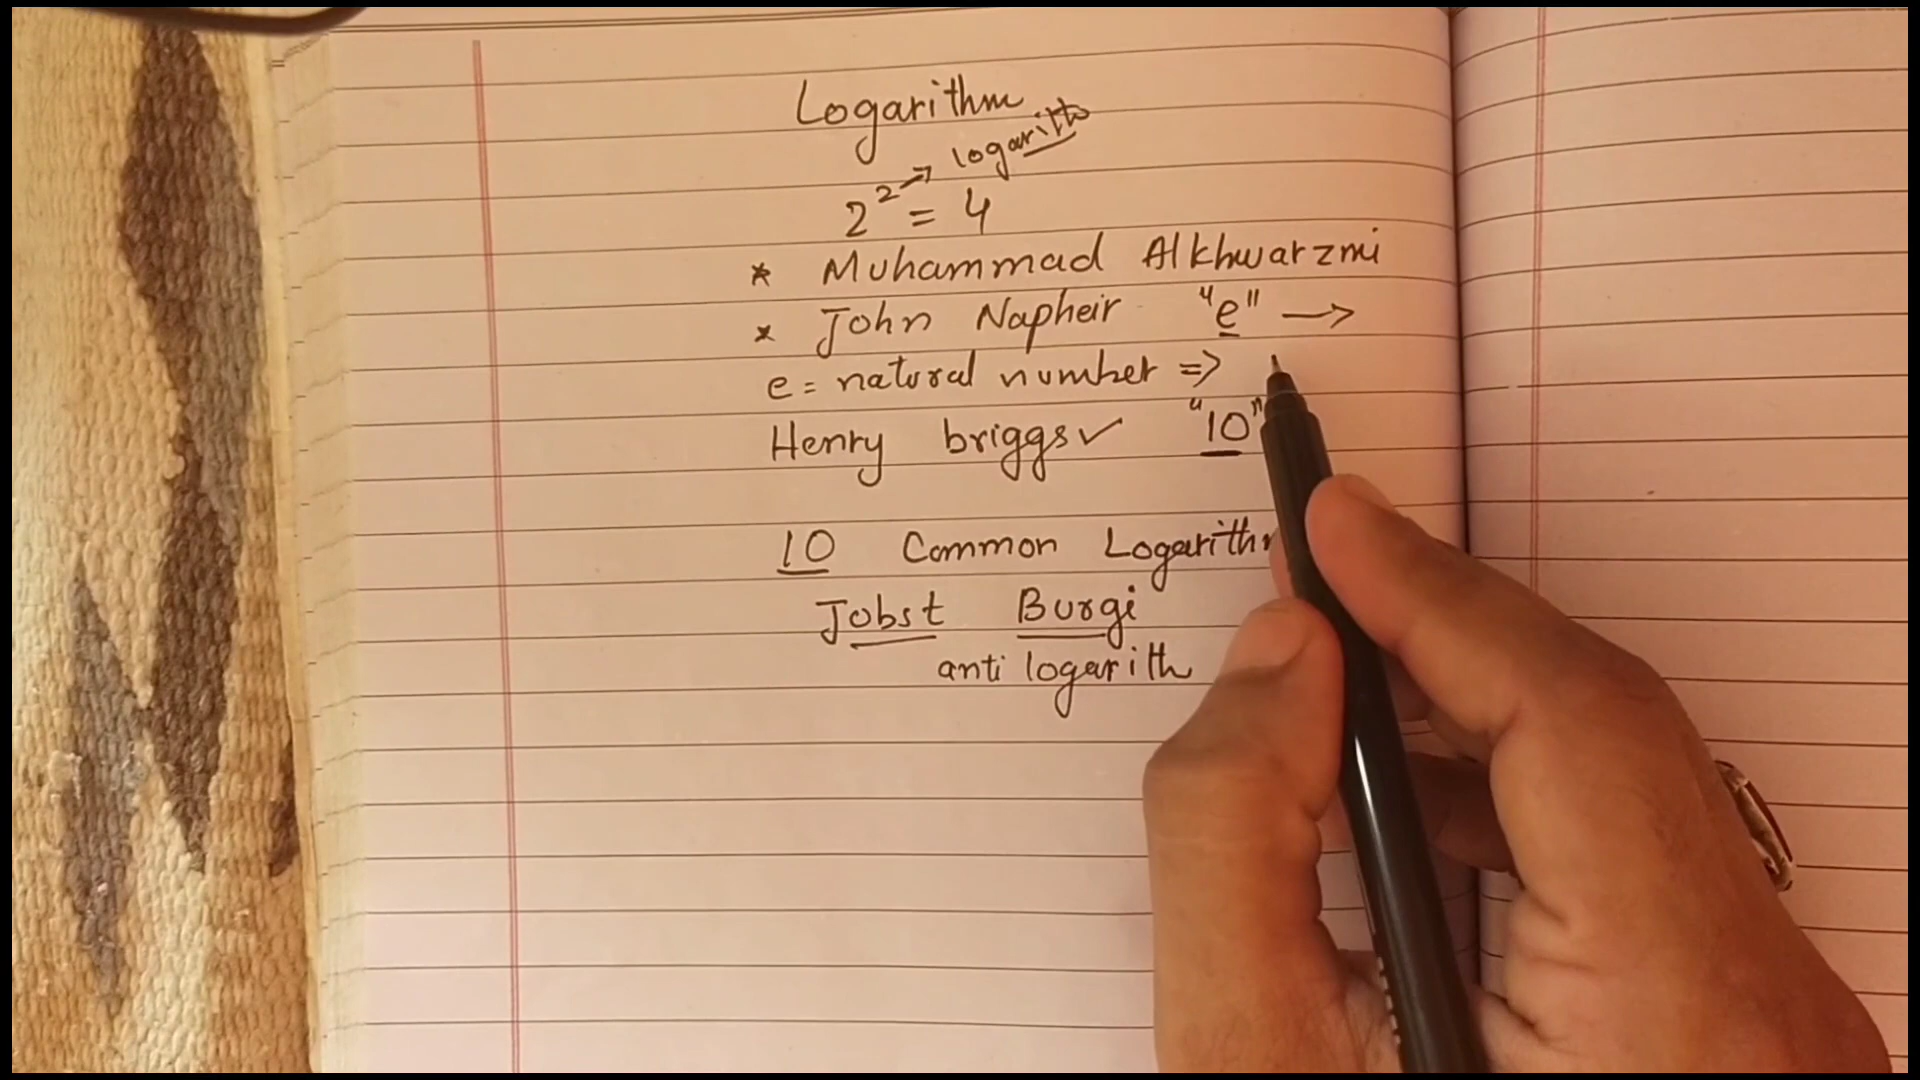 Logarithm
logarith
2² = 4
* Muhammad Alkhwarzmi
* John Napheir "e" →
e = natural number ⇒
Henry briggs✓ "10"
10 Common Logarithm
Jobst Burgi
anti logarith